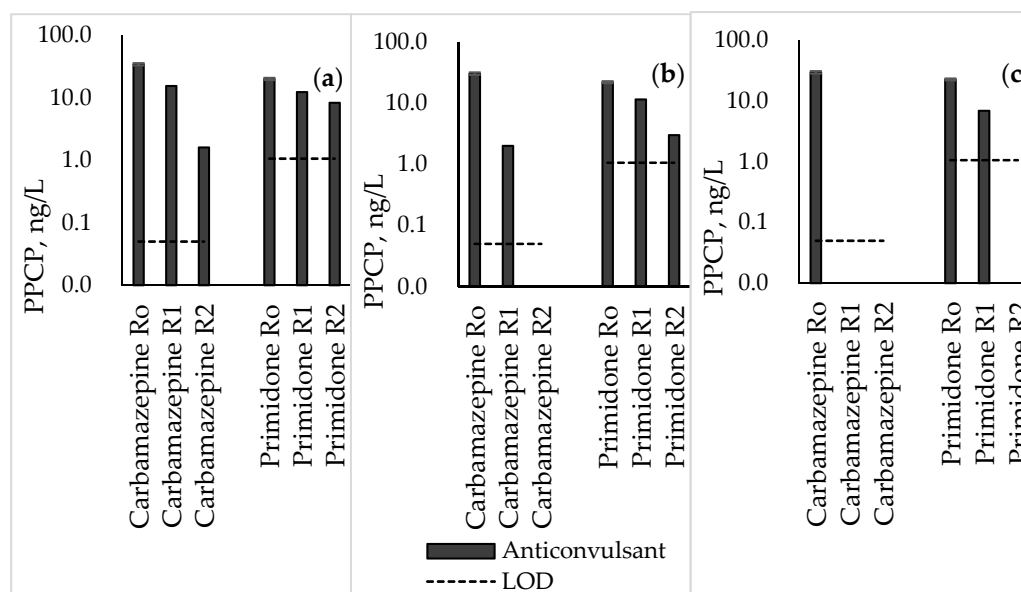 PPCP, ng/L
100.0
10.0
1.0
0.1
0.0
(a)
Carbamazepine Ro
Carbamazepine R1
Carbamazepine R2
Primidone Ro
Primidone R1
Primidone R2
PPCP, ng/L
100.0
10.0
1.0
0.1
0.0
(b)
Carbamazepine Ro
Carbamazepine R1
Carbamazepine R2
Primidone Ro
Primidone R1
Primidone R2
PPCP, ng/L
100.0
10.0
1.0
0.1
0.0
(c
Carbamazepine Ro
Carbamazepine R1
Carbamazepine R2
Primidone Ro
Primidone R1
Primidone R2
Anticonvulsant
LOD